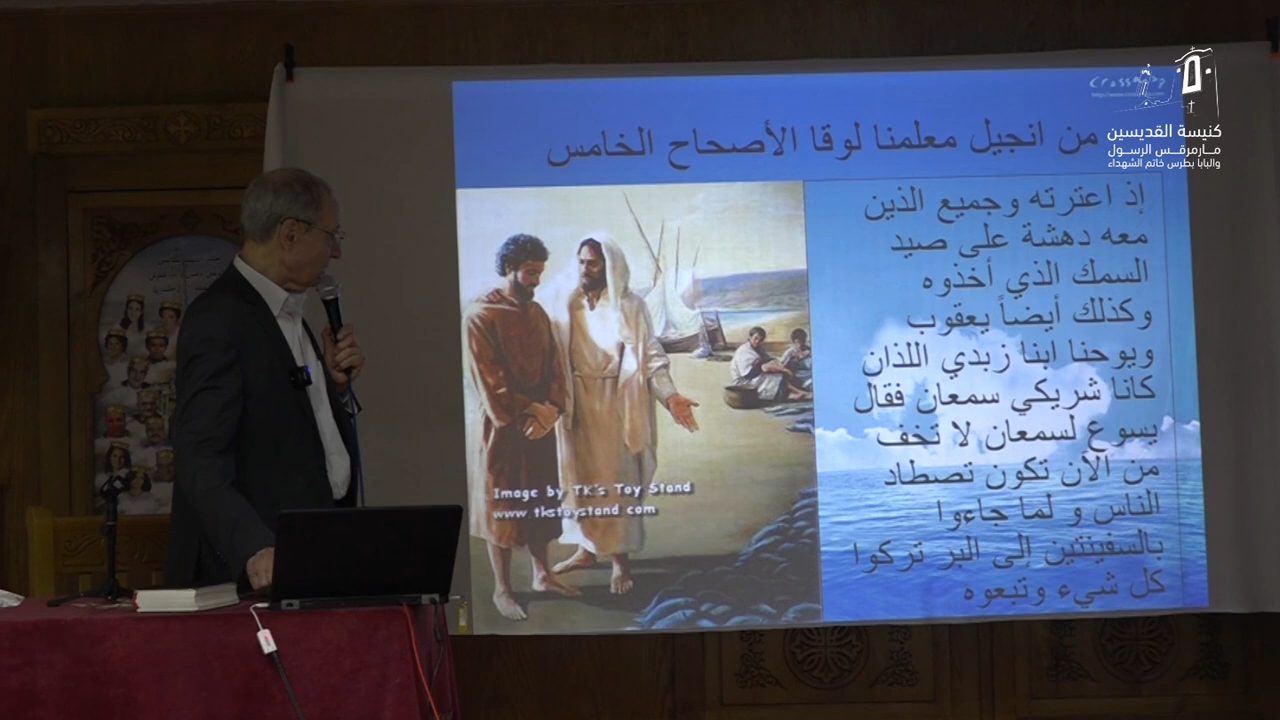 كنيسة القديسين
مارمرقس الرسول
والبابا بطرس خاتم الشهداء
من انجيل معلمنا لوقا الأصحاح الخامس
إذ اعترته وجميع الذين
معه دهشة على صيد
السمك الذي أخذوه
وكذلك أيضاً يعقوب
ويوحنا ابنا زبدي اللذان
كانا شريكي سمعان فقال
يسوع لسمعان لا تخف
من الآن تكون تصطاد
الناس و لما جاءوا
بالسفينتين إلى البر تركوا
كل شيء وتبعوه
Image by TK's Toy Stand
www.tkstoystand.com